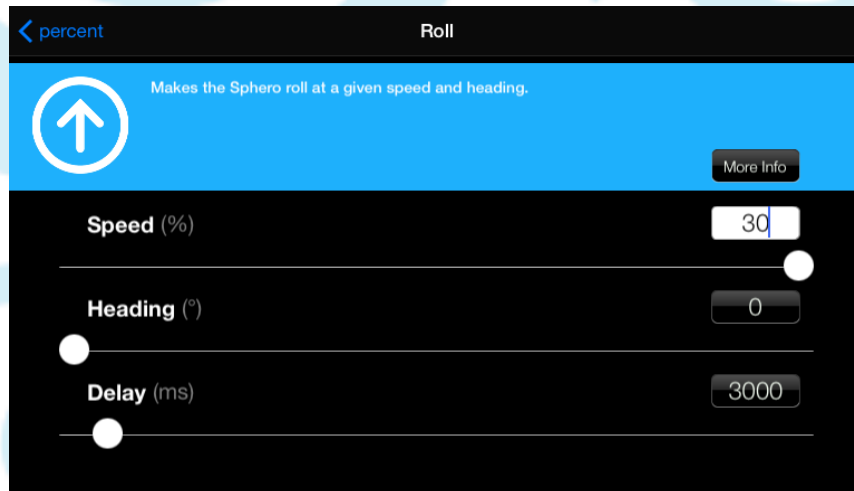 percent
Roll
Makes the Sphero roll at a given speed and heading.
More Info
Speed (%)
30
Heading (°)
0
Delay (ms)
3000